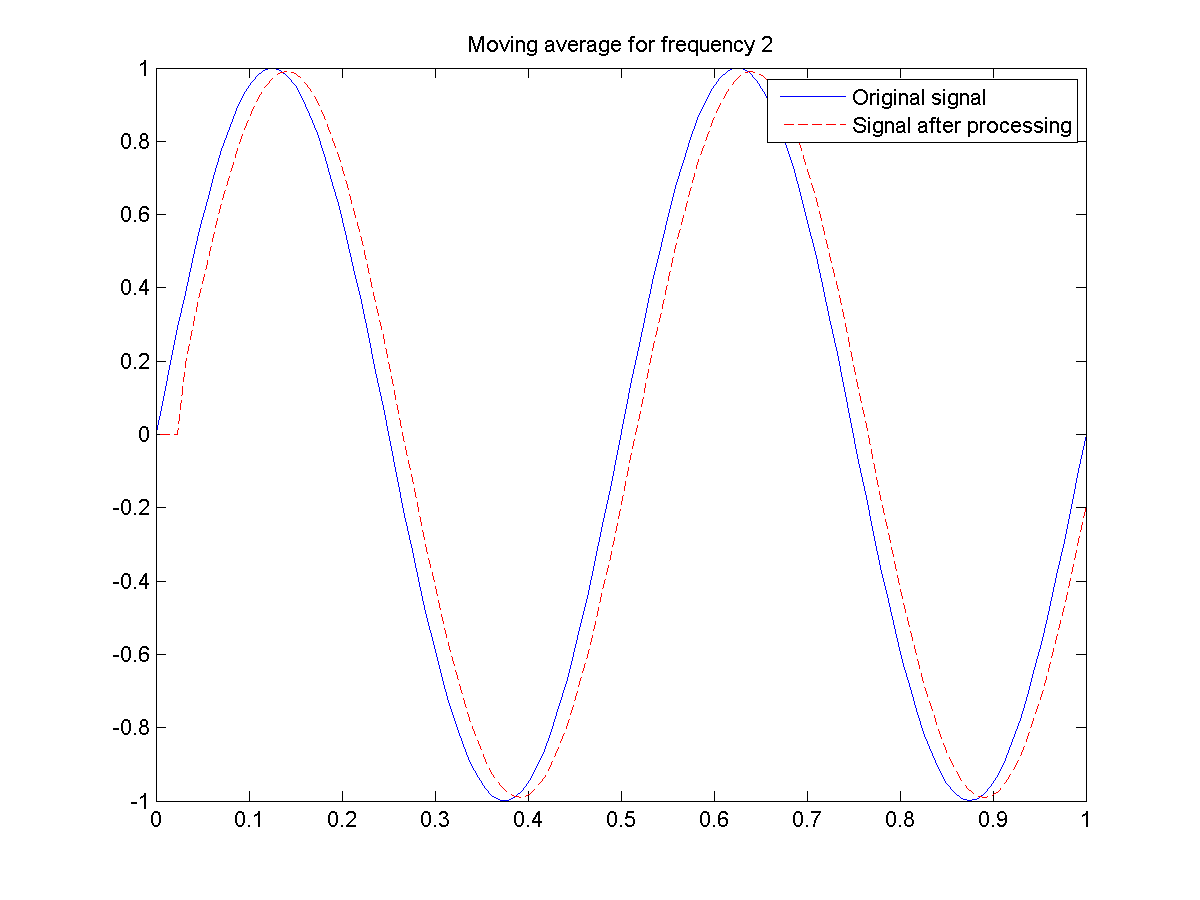 Moving average for frequency 2
Original signal
Signal after processing
1
0.8
0.6
0.4
0.2
0
-0.2
-0.4
-0.6
-0.8
-1
0 0.1 0.2 0.3 0.4 0.5 0.6 0.7 0.8 0.9 1